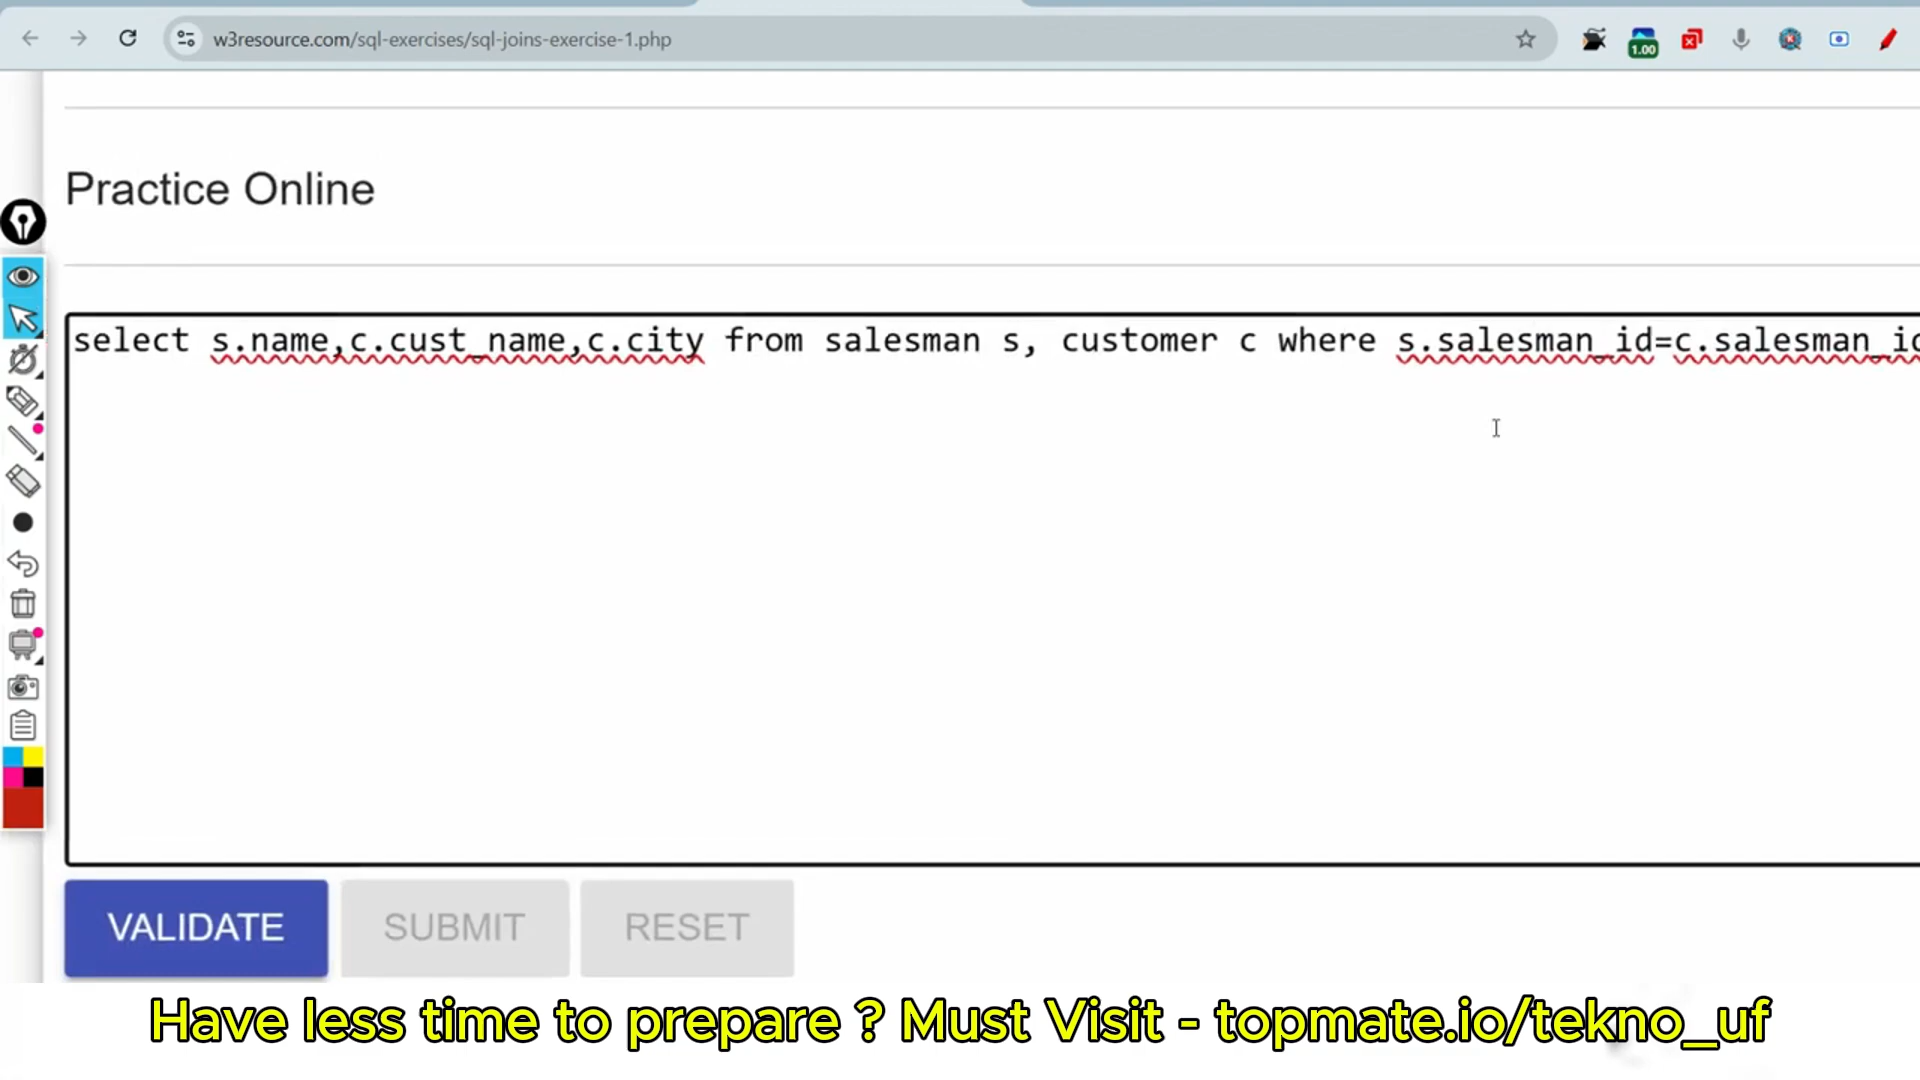 w3resource.com/sql-exercises/sql-joins-exercise-1.php
1.00
Practice Online
select s.name,c.cust_name,c.city from salesman s, customer c where s.salesman_id=c.salesman_id
VALIDATE SUBMIT RESET
Have less time to prepare ? Must Visit - topmate.io/tekno_uf